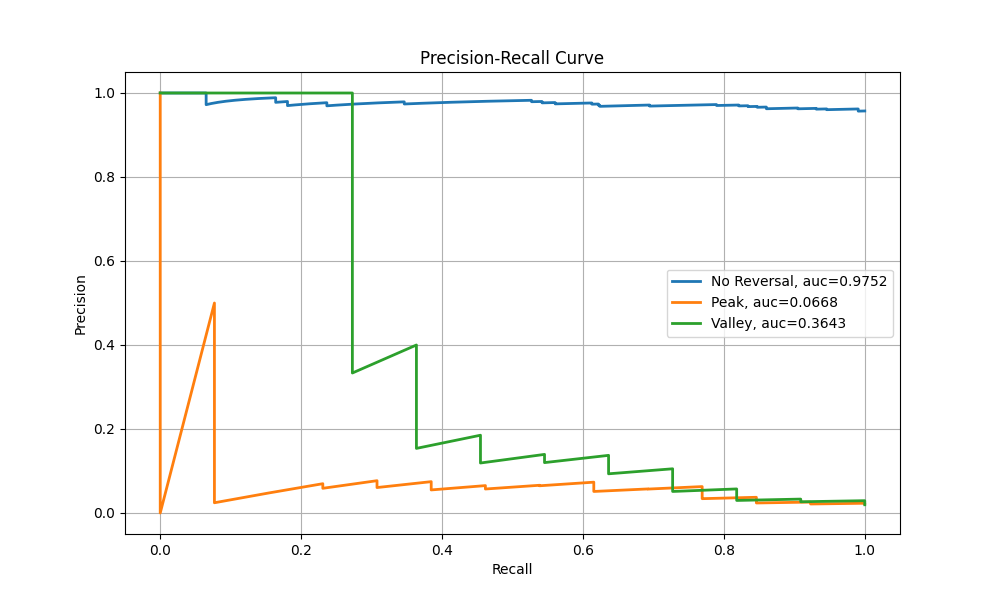 Precision-Recall Curve
1.0
0.8
0.6
0.4
0.2
0.0
Precision
No Reversal, auc=0.9752
Peak, auc=0.0668
Valley, auc=0.3643
0.0 0.2 0.4 0.6 0.8 1.0
Recall